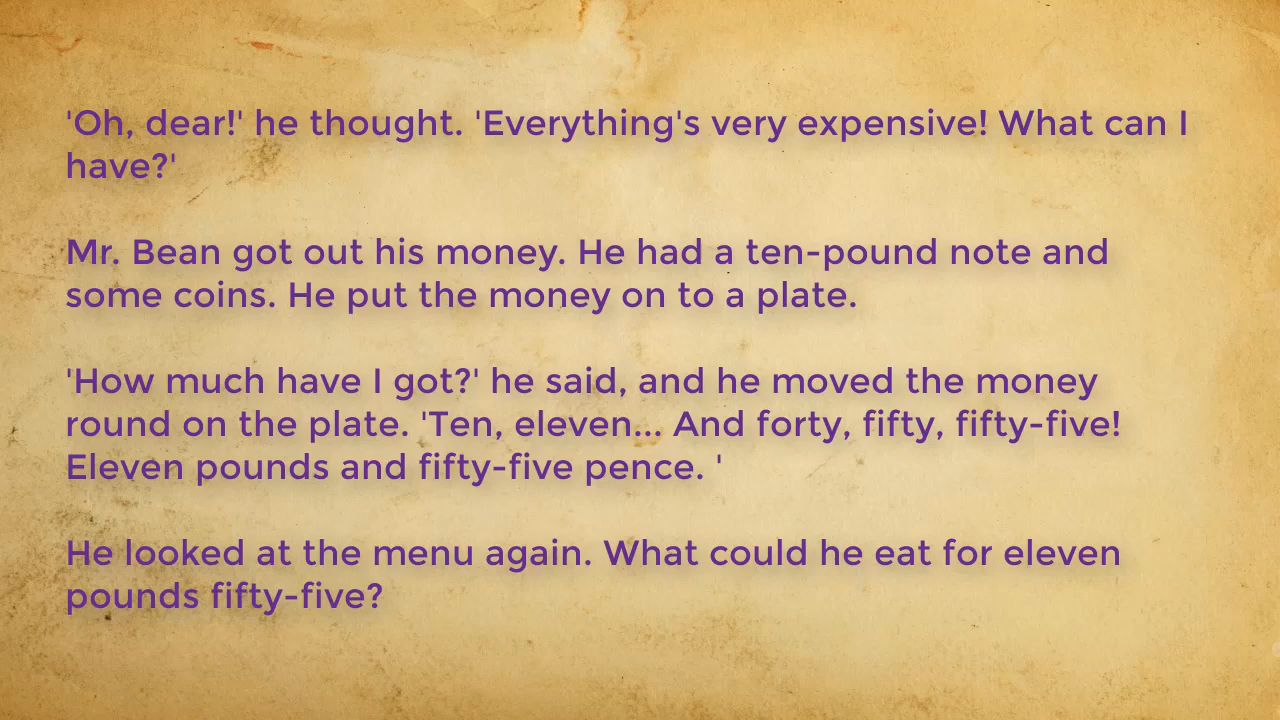 'Oh, dear!' he thought. 'Everything's very expensive! What can I
have?'
Mr. Bean got out his money. He had a ten-pound note and
some coins. He put the money on to a plate.
'How much have I got?' he said, and he moved the money
round on the plate. 'Ten, eleven... And forty, fifty, fifty-five!
Eleven pounds and fifty-five pence. '
He looked at the menu again. What could he eat for eleven
pounds fifty-five?